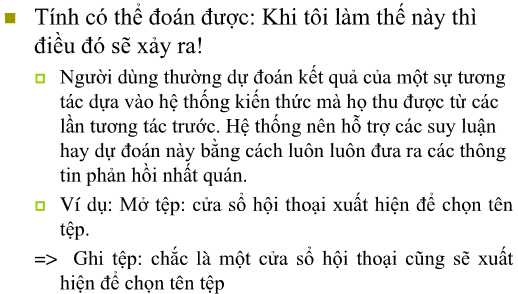 Tính có thể đoán được: Khi tôi làm thế này thì
điều đó sẽ xảy ra!
Người dùng thường dự đoán kết quả của một sự tương
tác dựa vào hệ thống kiến thức mà họ thu được từ các
lần tương tác trước. Hệ thống nên hỗ trợ các suy luận
hay dự đoán này bằng cách luôn luôn đưa ra các thông
tin phản hồi nhất quán.
Ví dụ: Mở tệp: cửa sổ hội thoại xuất hiện để chọn tên
tệp.
=> Ghi tệp: chắc là một cửa sổ hội thoại cũng sẽ xuất
hiện để chọn tên tệp